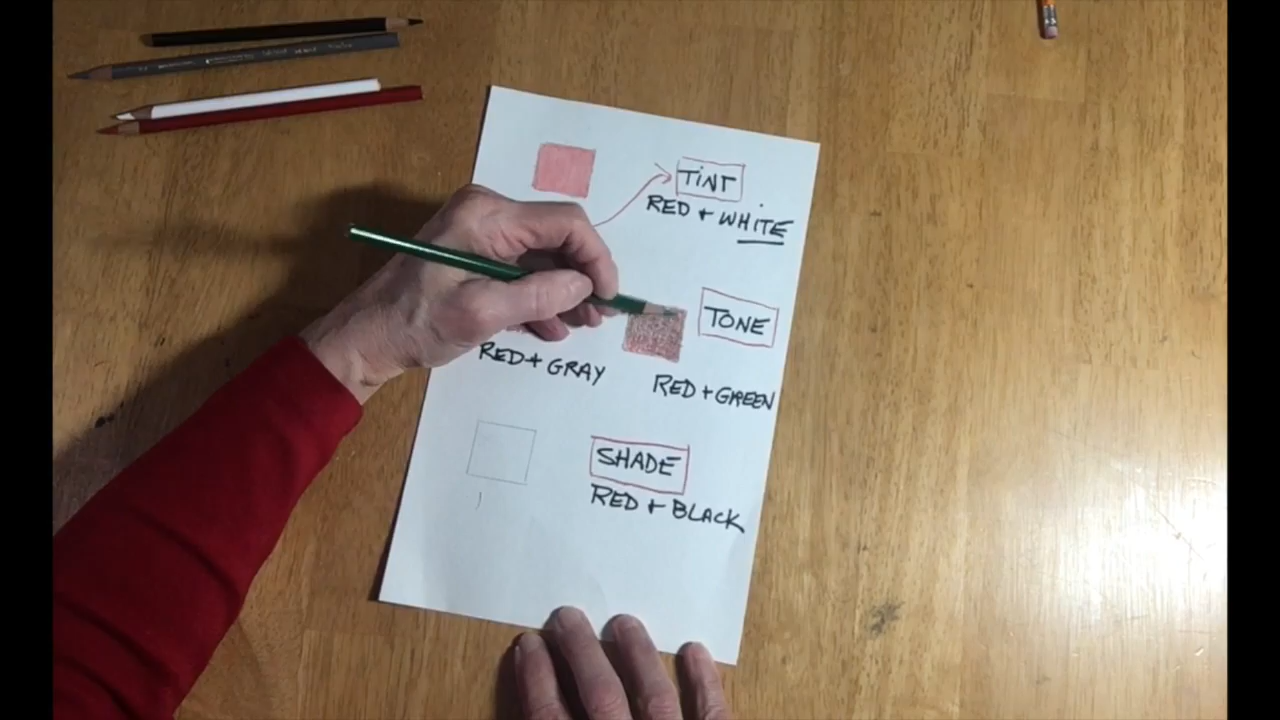 TiNT
RED + WHITE
TONE
RED + GRAY
RED + GREEN
SHADE
RED + BLACK